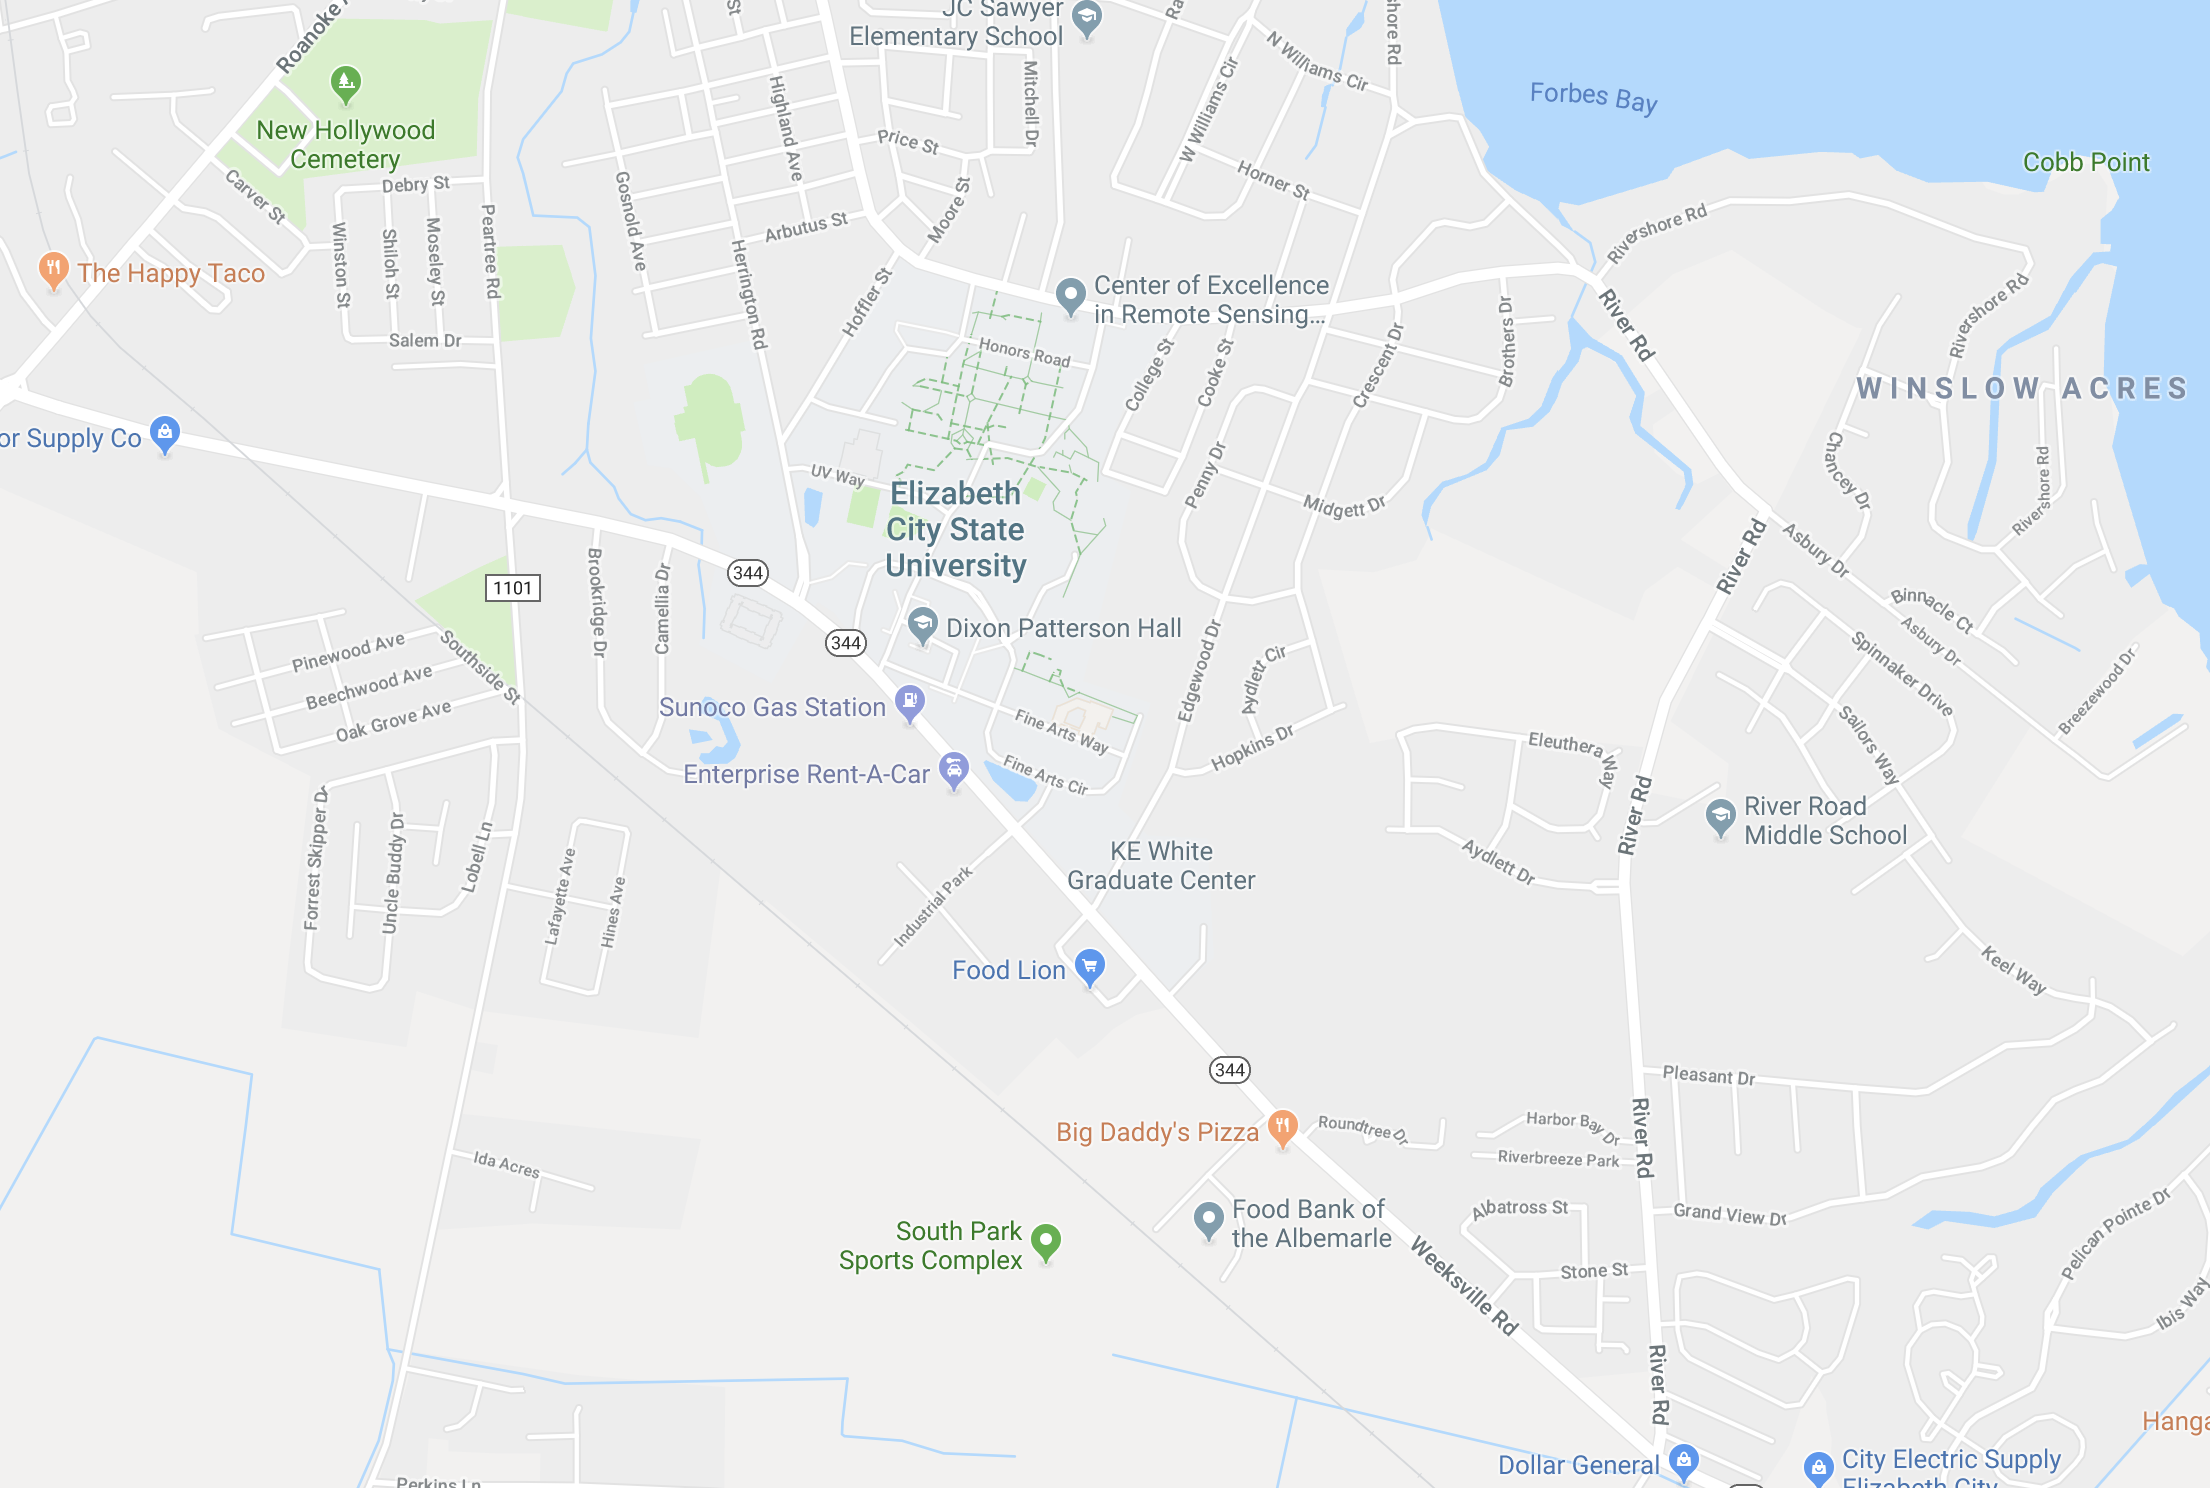 JC Sawyer
Elementary School
Roanoke
St
Mitchell Dr
Highland Ave
Price St
N Williams Cir
W Williams Cir
Horner St
shore Rd
Forbes Bay
Cobb Point
New Hollywood
Cemetery
Carver St
Debry St
Winston St
Shiloh St
Moseley St
Peartree Rd
Salem Dr
The Happy Taco
Gosnold Ave
Arbutus St
Moore St
Herrington Rd
Hoffler St
Center of Excellence
in Remote Sensing...
Honors Road
College St
Cooke St
Crescent Dr
Brothers Dr
Rivershore Rd
Rivershore Rd
River Rd
WINSLOW ACRES
Chancey Dr
Rivershore Rd
or Supply Co
UV Way
Elizabeth
City State
University
Penny Dr
Midgett Dr
River Rd
Asbury Dr
Binnacle Ct
Asbury Dr
Spinnaker Drive
Breezewood Dr
Sailors Way
344
1101
Brookridge Dr
Camellia Dr
344
Dixon Patterson Hall
Edgewood Dr
Aydlett Cir
Hopkins Dr
Pinewood Ave
Beechwood Ave
Oak Grove Ave
Southside St
Sunoco Gas Station
Fine Arts Way
Fine Arts Cir
Enterprise Rent-A-Car
Eleuthera Way
River Rd
River Road
Middle School
Aydlett Dr
Forrest Skipper Dr
Uncle Buddy Dr
Lobell Ln
Lafayette Ave
Hines Ave
Industrial Park
KE White
Graduate Center
Food Lion
Keel Way
344
Pleasant Dr
Big Daddy's Pizza
Roundtree Dr
Harbor Bay Dr
Riverbreeze Park
River Rd
Ida Acres
Food Bank of
the Albemarle
Albatross St
Grand View Dr
Pelican Pointe Dr
South Park
Sports Complex
Weeksville Rd
Stone St
Ibis Way
River Rd
Hanga
Dollar General
City Electric Supply
Elizabeth City
Perkins Ln